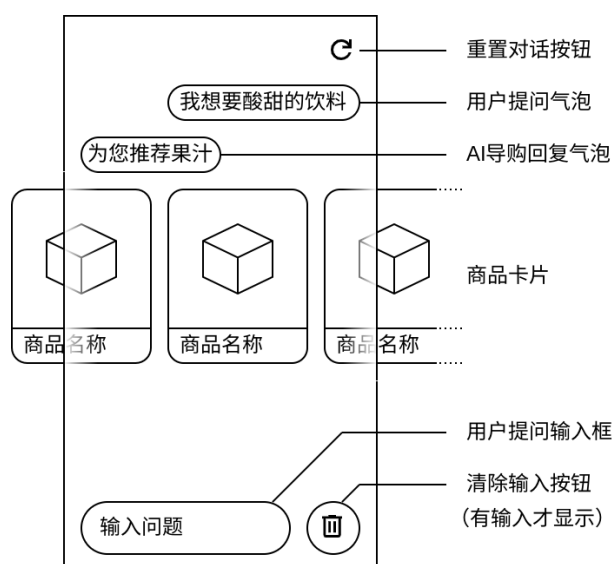 重置对话按钮
我想要酸甜的饮料
用户提问气泡
为您推荐果汁
AI导购回复气泡
商品卡片
商品名称
商品名称
商品名称
用户提问输入框
清除输入按钮
（有输入才显示）
输入问题